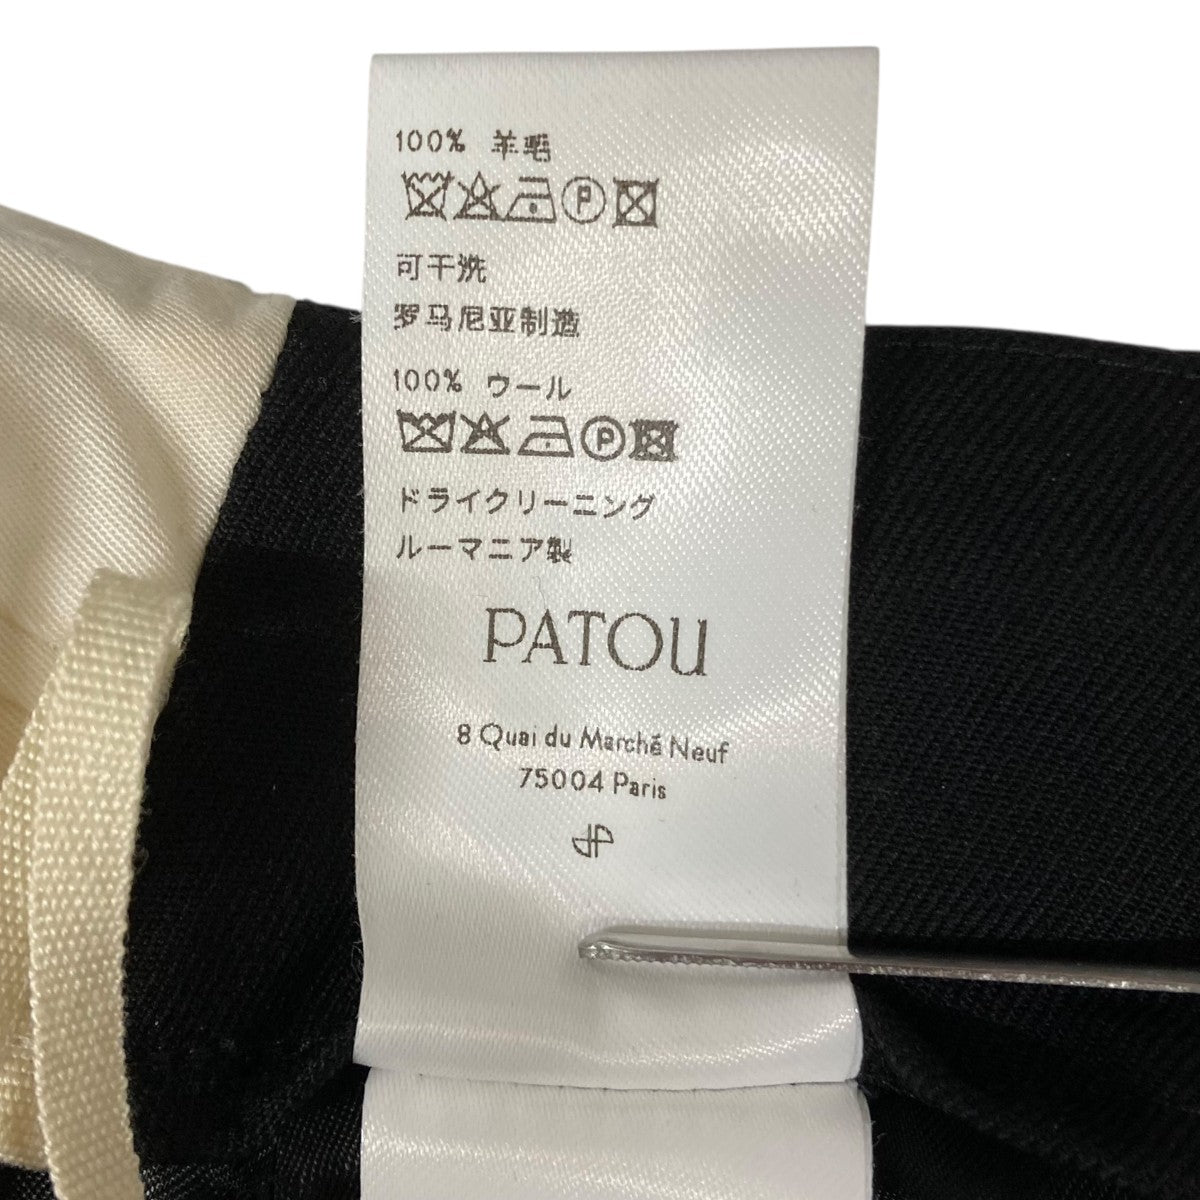 100% 羊毛
P
可干洗
罗马尼亚制造
100% ウール
P
ドライクリーニング
ルーマニア製
PATOU
8 Quai du Marché Neuf
75004 Paris
JP